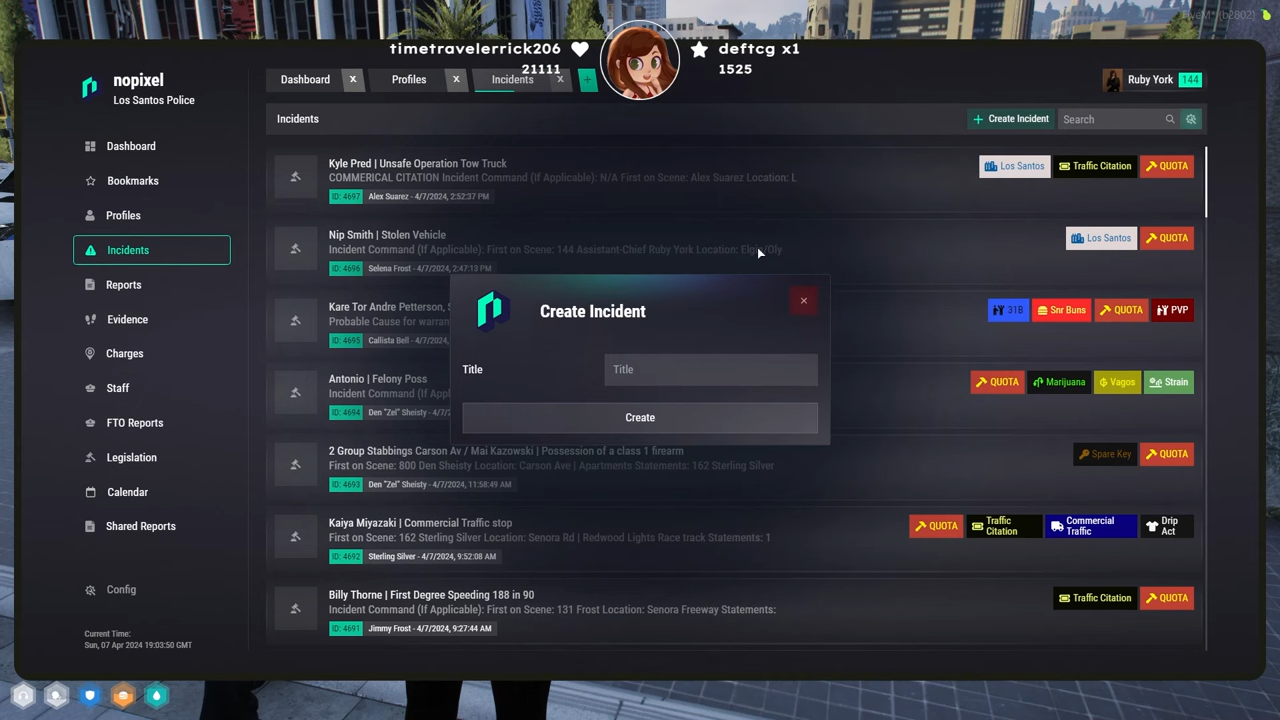 FiveM® (b2802)
timetravelerrick206
21111
deftcg x1
1525
nopixel
Los Santos Police
Dashboard x
Profiles x
Incidents x
+
Ruby York 144
Dashboard
Bookmarks
Profiles
Incidents
Reports
Evidence
Charges
Staff
FTO Reports
Legislation
Calendar
Shared Reports
Config
Current Time:
Sun, 07 Apr 2024 19:03:50 GMT
Incidents
+ Create Incident
Search
Kyle Pred | Unsafe Operation Tow Truck
COMMERICAL CITATION Incident Command (If Applicable): N/A First on Scene: Alex Suarez Location: L
ID: 4697 Alex Suarez - 4/7/2024, 2:52:37 PM
Los Santos Traffic Citation QUOTA
Nip Smith | Stolen Vehicle
Incident Command (If Applicable): First on Scene: 144 Assistant-Chief Ruby York Location: Elgin/Oly
ID: 4696 Selena Frost - 4/7/2024, 2:47:13 PM
Los Santos QUOTA
Kare Tor Andre Petterson, S
Probable Cause for warran
ID: 4695 Callista Bell - 4/7/2024,
31B Snr Buns QUOTA PVP
Antonio | Felony Poss
Incident Command (If Appl
ID: 4694 Den "Zel" Sheisty - 4/7/2
QUOTA Marijuana Vagos Strain
Create Incident
×
Title
Title
Create
2 Group Stabbings Carson Av / Mai Kazowski | Possession of a class 1 firearm
First on Scene: 800 Den Sheisty Location: Carson Ave | Apartments Statements: 162 Sterling Silver
ID: 4693 Den "Zel" Sheisty - 4/7/2024, 11:58:49 AM
Spare Key QUOTA
Kaiya Miyazaki | Commercial Traffic stop
First on Scene: 162 Sterling Silver Location: Senora Rd | Redwood Lights Race track Statements: 1
ID: 4692 Sterling Silver - 4/7/2024, 9:52:08 AM
QUOTA Traffic Citation Commercial Traffic Drip Act
Billy Thorne | First Degree Speeding 188 in 90
Incident Command (If Applicable): First on Scene: 131 Frost Location: Senora Freeway Statements:
ID: 4691 Jimmy Frost - 4/7/2024, 9:27:44 AM
Traffic Citation QUOTA